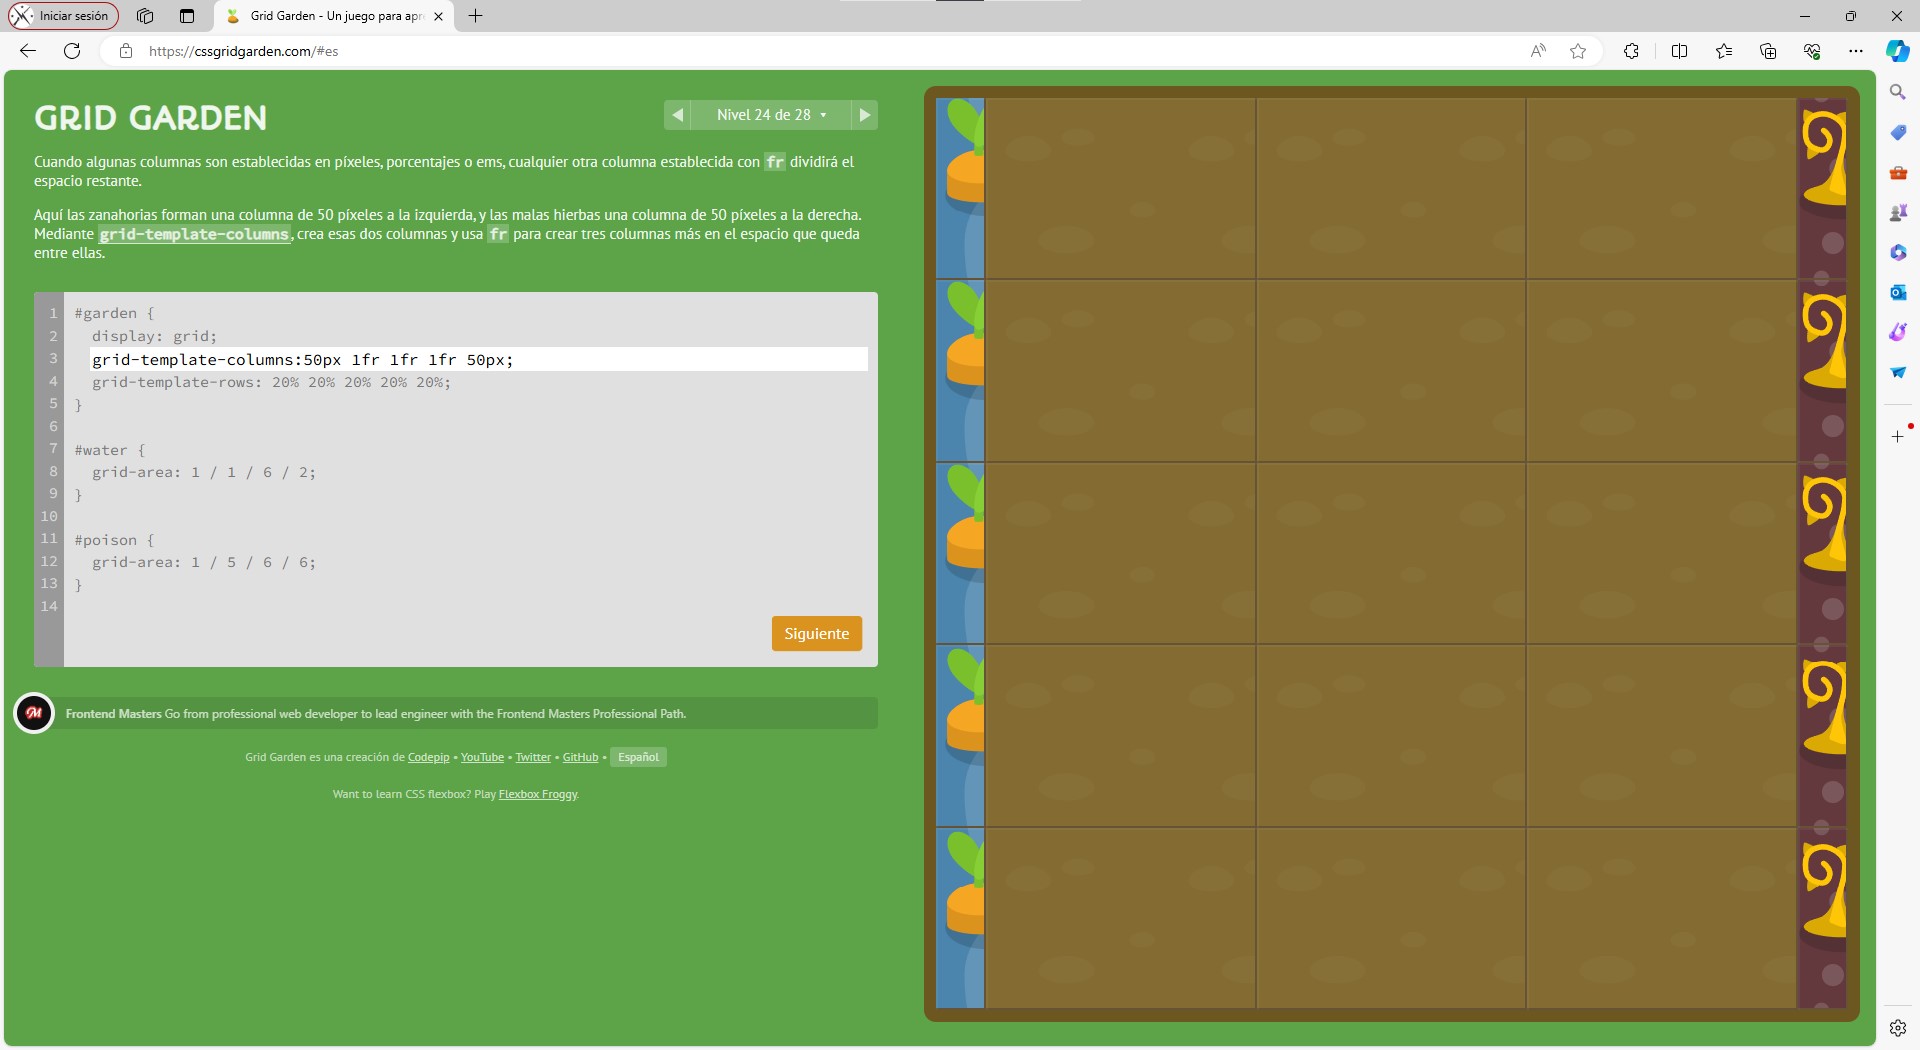 Iniciar sesión
Grid Garden - Un juego para apr
https://cssgridgarden.com/#es
GRID GARDEN
Nivel 24 de 28
Cuando algunas columnas son establecidas en píxeles, porcentajes o ems, cualquier otra columna establecida con fr dividirá el
espacio restante.
Aquí las zanahorias forman una columna de 50 píxeles a la izquierda, y las malas hierbas una columna de 50 píxeles a la derecha.
Mediante grid-template-columns, crea esas dos columnas y usa fr para crear tres columnas más en el espacio que queda
entre ellas.
1 #garden {
2 display: grid;
3 grid-template-columns:50px 1fr 1fr 1fr 50px;
4 grid-template-rows: 20% 20% 20% 20% 20%;
5 }
6
7 #water {
8 grid-area: 1 / 1 / 6 / 2;
9 }
10
11 #poison {
12 grid-area: 1 / 5 / 6 / 6;
13 }
14
Siguiente
Frontend Masters Go from professional web developer to lead engineer with the Frontend Masters Professional Path.
Grid Garden es una creación de Codepip • YouTube • Twitter • GitHub • Español
Want to learn CSS flexbox? Play Flexbox Froggy.